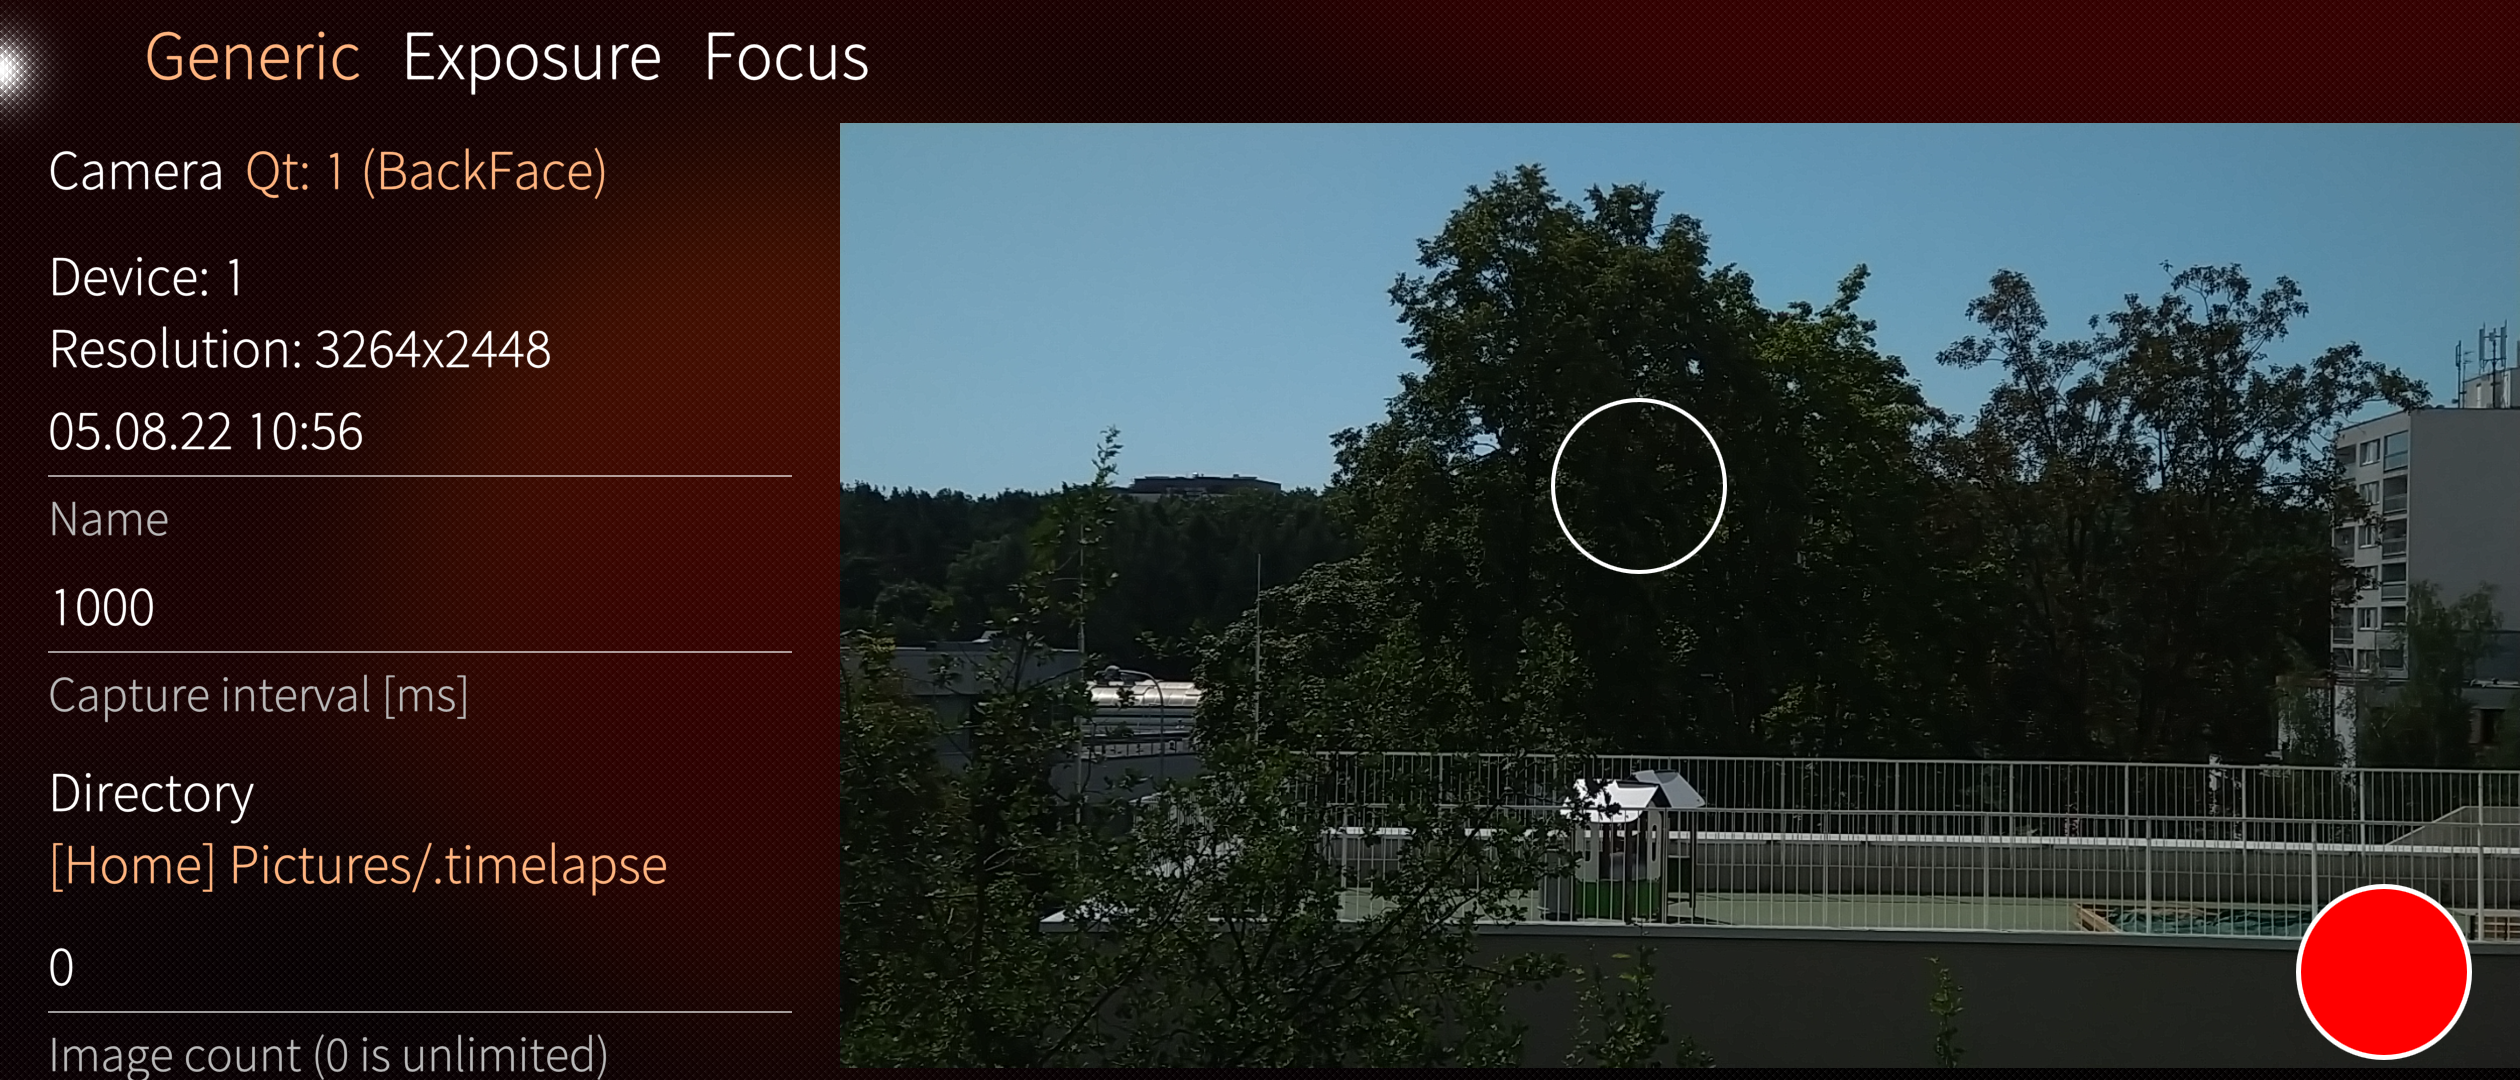 Generic Exposure Focus
Camera Qt: 1 (BackFace)
Device: 1
Resolution: 3264x2448
05.08.22 10:56
Name
1000
Capture interval [ms]
Directory
[Home] Pictures/.timelapse
0
Image count (0 is unlimited)